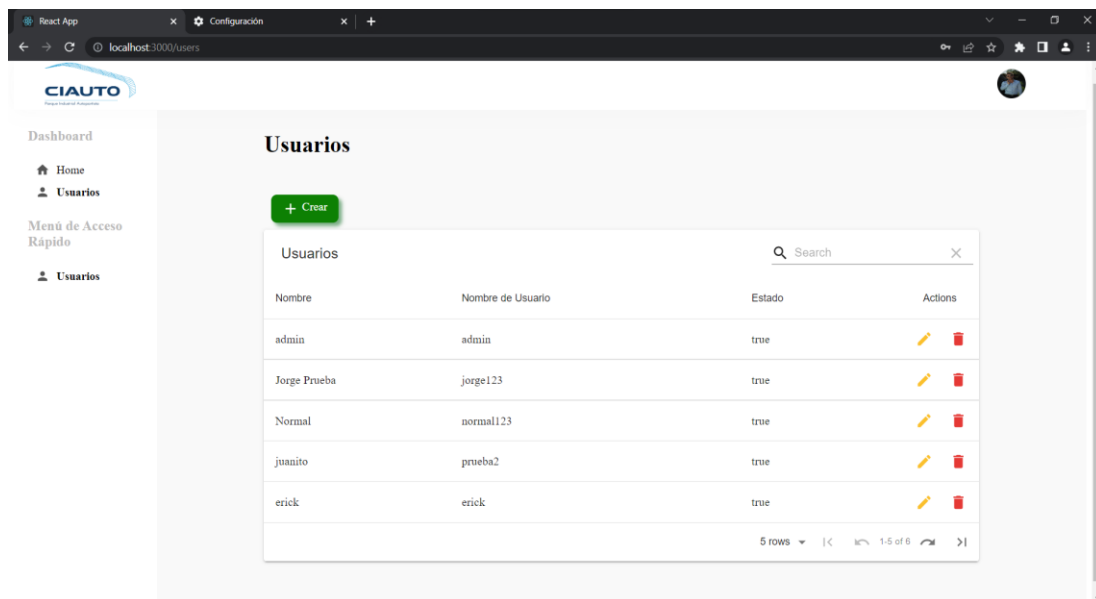 React App
Configuración
localhost:3000/users
CIAUTO
Dashboard
Home
Usuarios
Menú de Acceso
Rápido
Usuarios
Usuarios
+ Crear
Usuarios
Search
Nombre Nombre de Usuario Estado Actions
admin admin true
Jorge Prueba jorge123 true
Normal normal123 true
juanito prueba2 true
erick erick true
5 rows 1-5 of 6